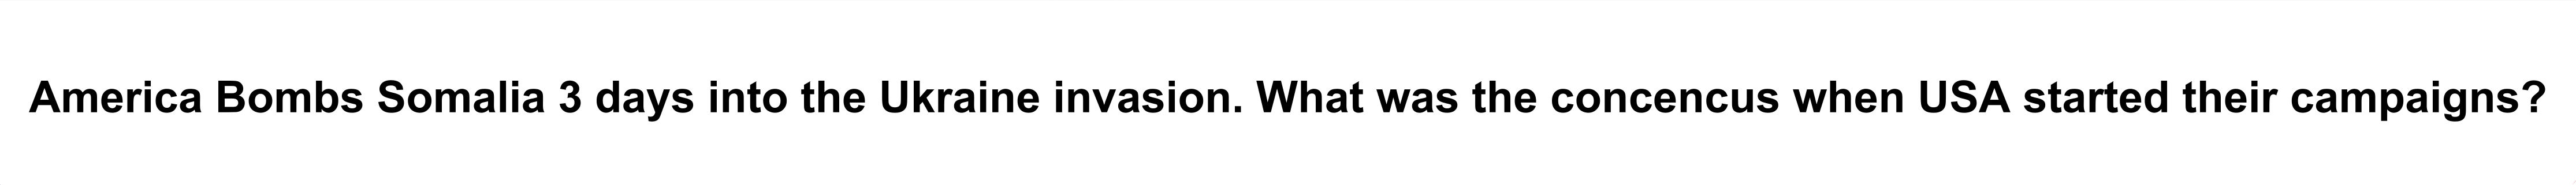 America Bombs Somalia 3 days into the Ukraine invasion. What was the concencus when USA started their campaigns?